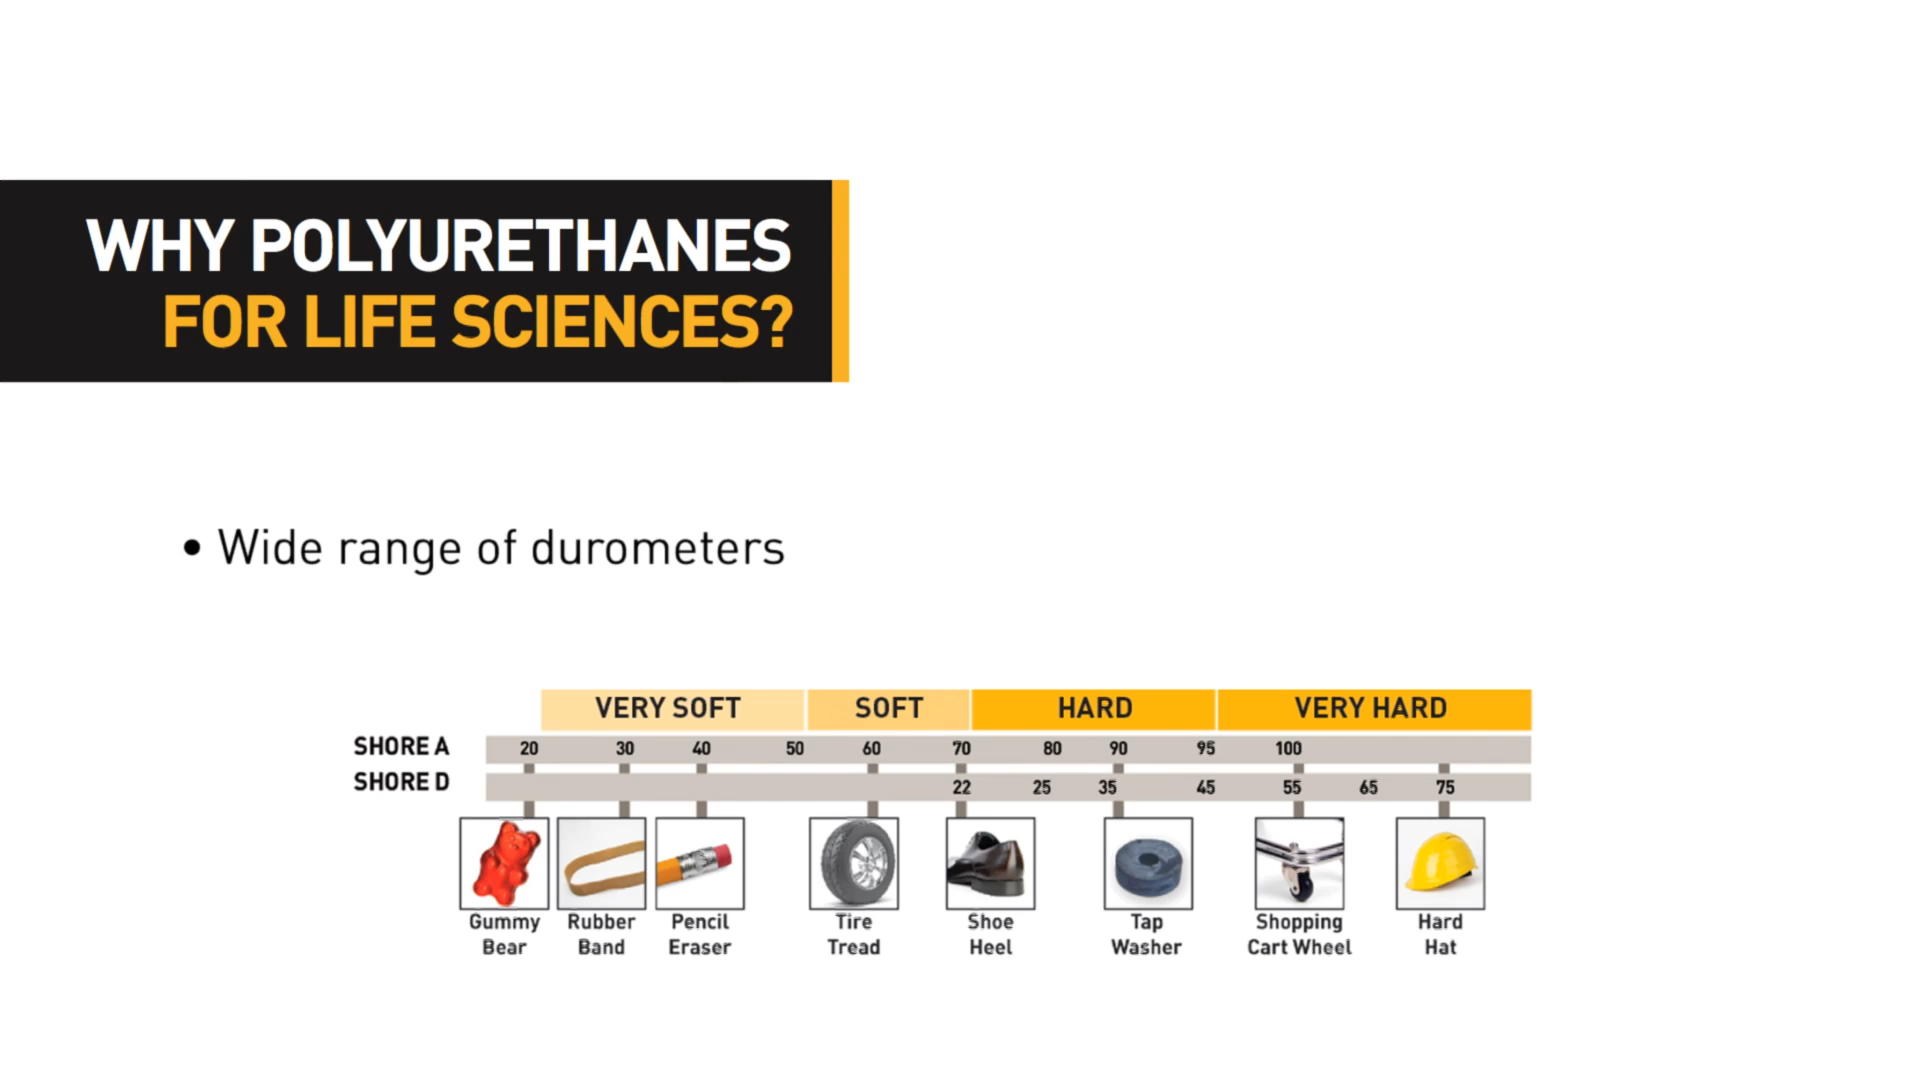 WHY POLYURETHANES
FOR LIFE SCIENCES?
• Wide range of durometers
VERY SOFT SOFT HARD VERY HARD
SHORE A 20 30 40 50 60 70 80 90 95 100
SHORE D 22 25 35 45 55 65 75
Gummy Rubber Pencil Tire Shoe Tap Shopping Hard
Bear Band Eraser Tread Heel Washer Cart Wheel Hat